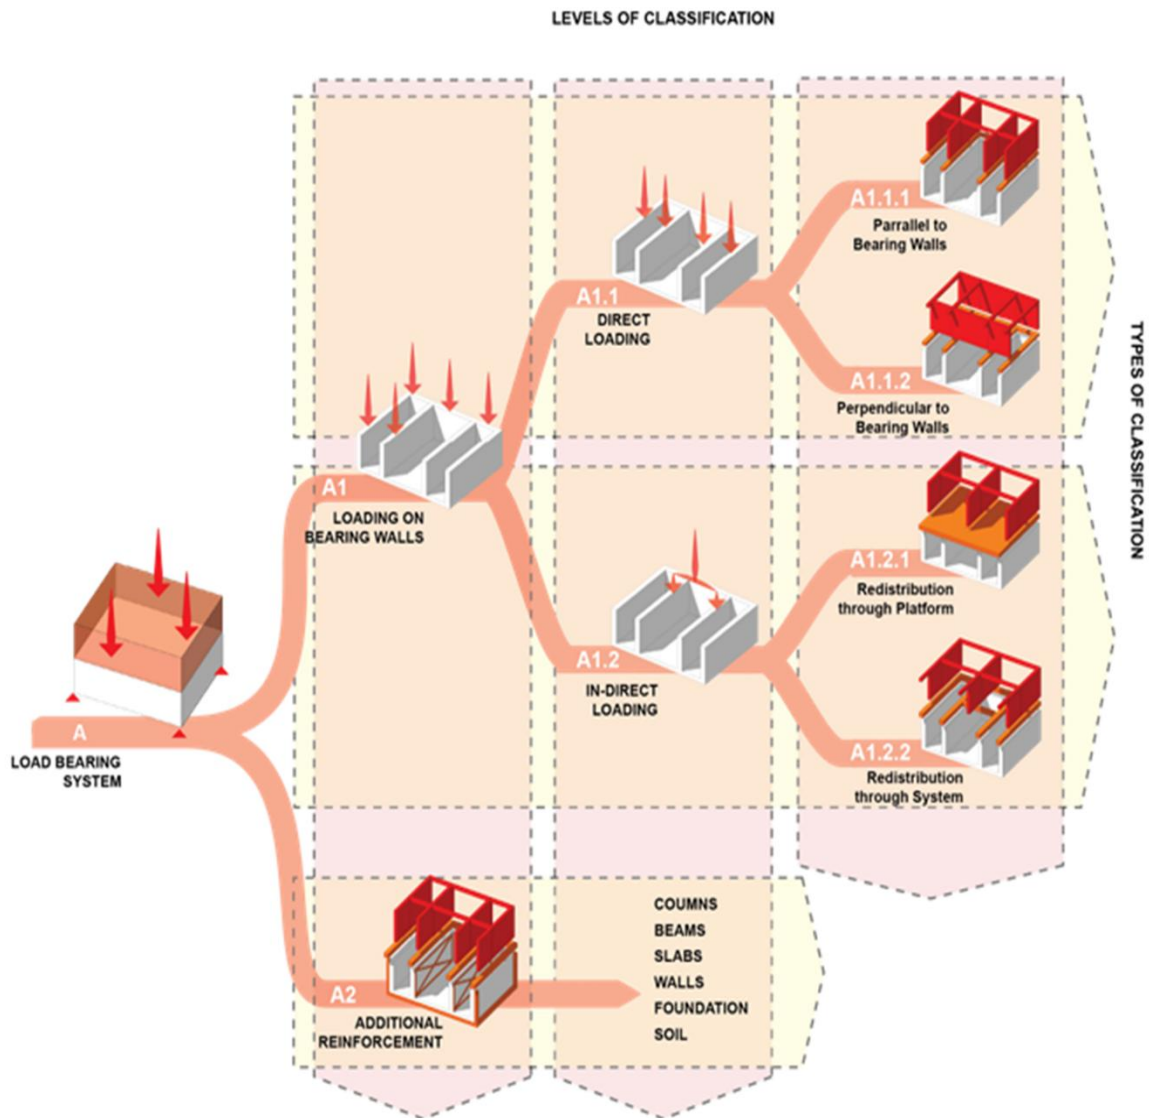 LEVELS OF CLASSIFICATION
A1.1.1
Parrallel to
Bearing Walls
A1.1
DIRECT
LOADING
A1.1.2
Perpendicular to
Bearing Walls
TYPES OF CLASSIFICATION
A1
LOADING ON
BEARING WALLS
A1.2.1
Redistribution
through Platform
A1.2
IN-DIRECT
LOADING
A
LOAD BEARING
SYSTEM
A1.2.2
Redistribution
through System
A2
ADDITIONAL
REINFORCEMENT
COUMNS
BEAMS
SLABS
WALLS
FOUNDATION
SOIL